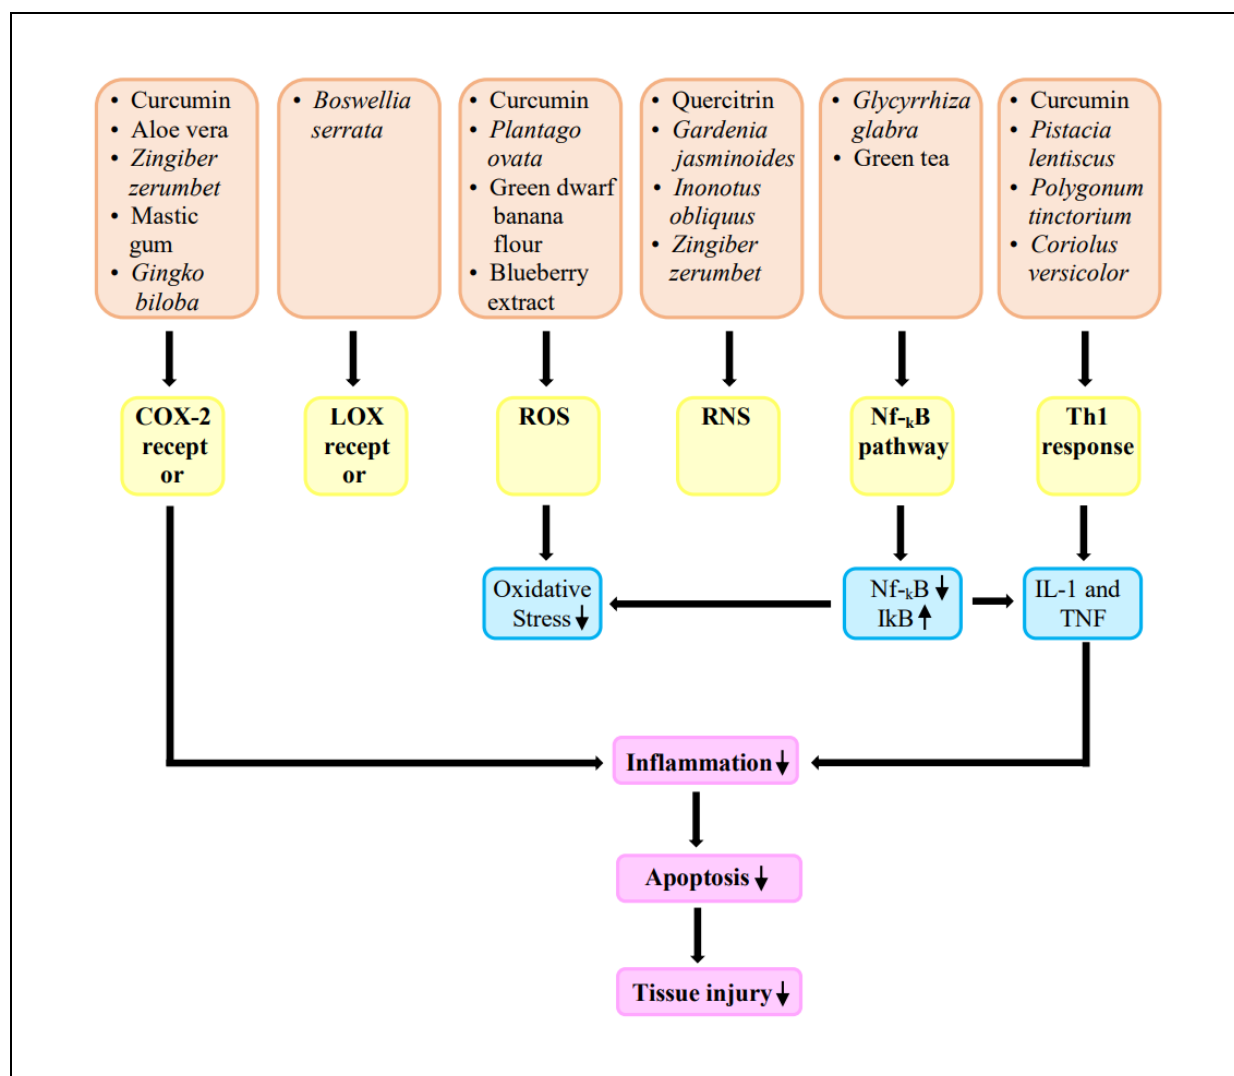 • Curcumin
• Aloe vera
• Zingiber
zerumbet
• Mastic
gum
• Gingko
biloba
• Boswellia
serrata
• Curcumin
• Plantago
ovata
• Green dwarf
banana
flour
• Blueberry
extract
• Quercitrin
• Gardenia
jasminoides
• Inonotus
obliquus
• Zingiber
zerumbet
• Glycyrrhiza
glabra
• Green tea
• Curcumin
• Pistacia
lentiscus
• Polygonum
tinctorium
• Coriolus
versicolor
COX-2
recept
or
LOX
recept
or
ROS
RNS
Nf-kB
pathway
Th1
response
Oxidative
Stress ↓
Nf-kB ↓
IkB ↑
IL-1 and
TNF
Inflammation ↓
Apoptosis ↓
Tissue injury ↓